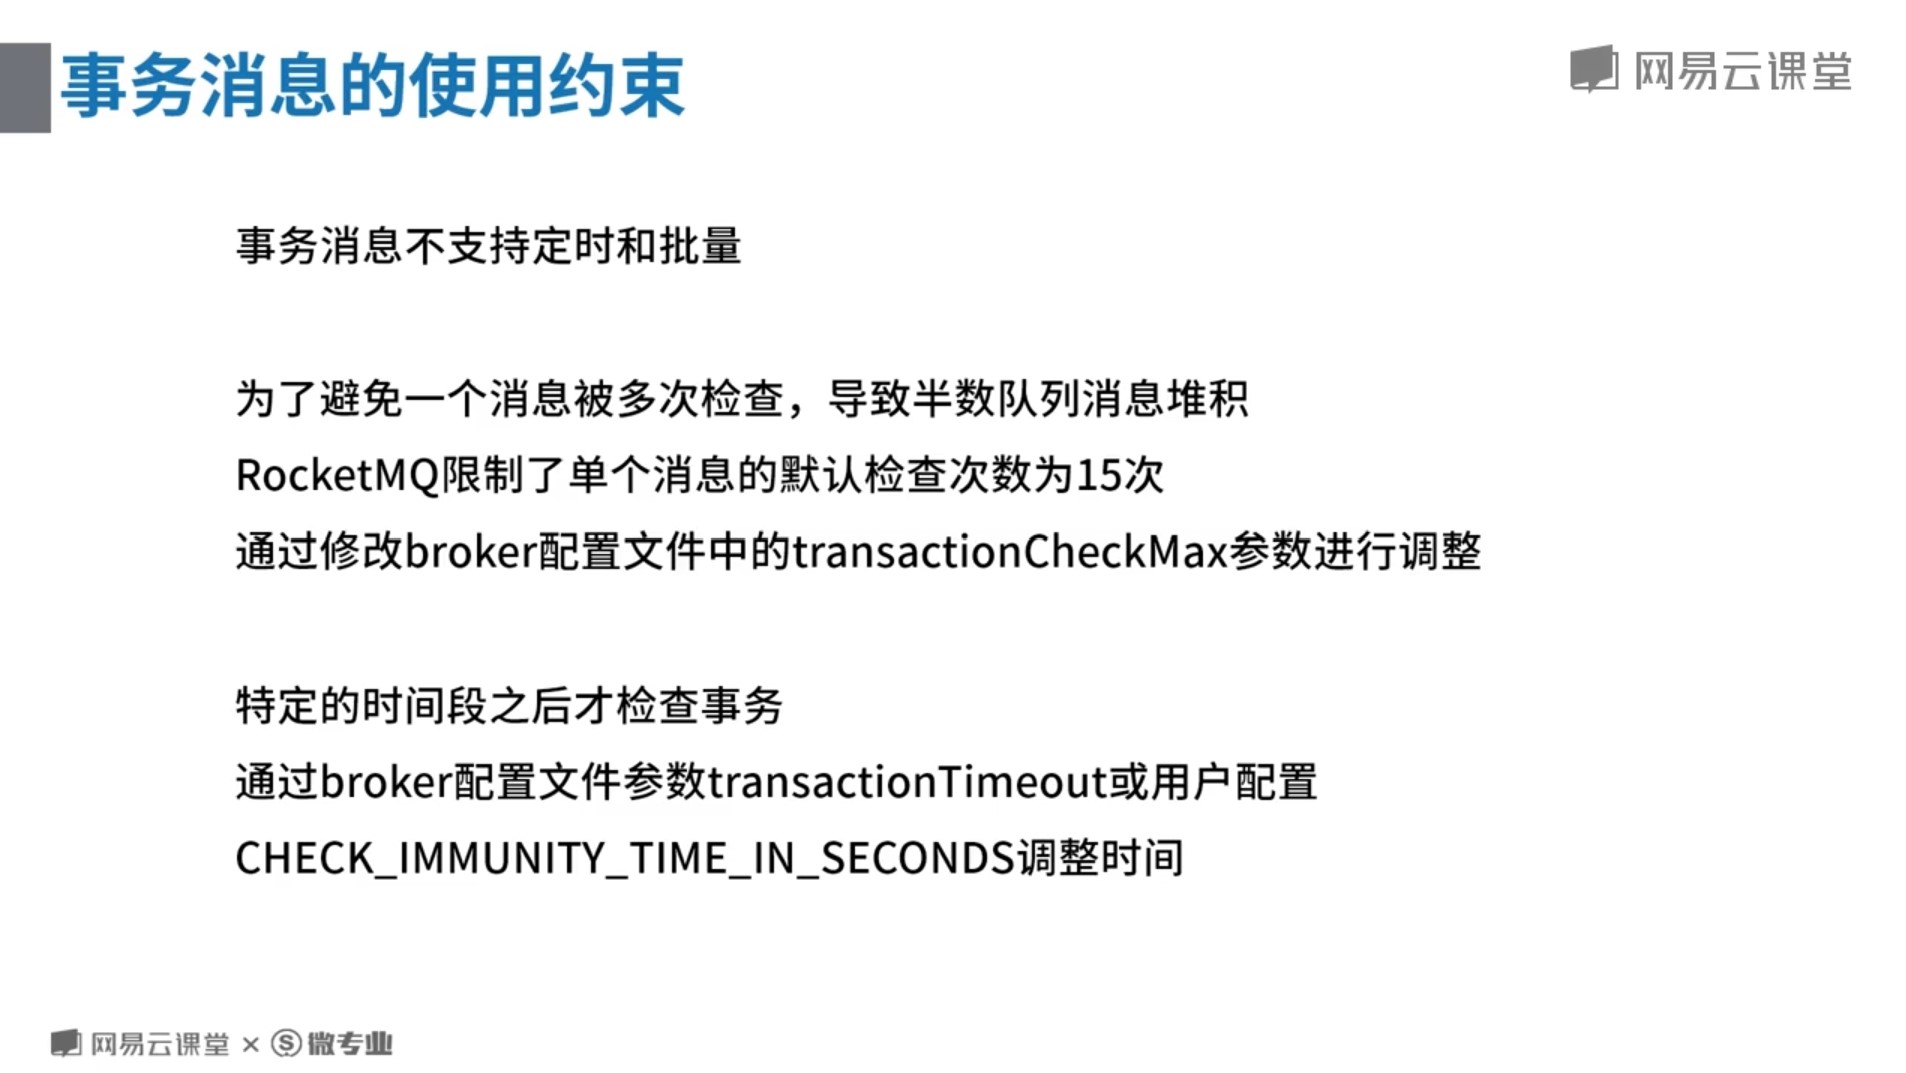 事务消息的使用约束
网易云课堂
事务消息不支持定时和批量
为了避免一个消息被多次检查，导致半数队列消息堆积
RocketMQ限制了单个消息的默认检查次数为15次
通过修改broker配置文件中的transactionCheckMax参数进行调整
特定的时间段之后才检查事务
通过broker配置文件参数transactionTimeout或用户配置
CHECK_IMMUNITY_TIME_IN_SECONDS调整时间
网易云课堂 × S 微专业